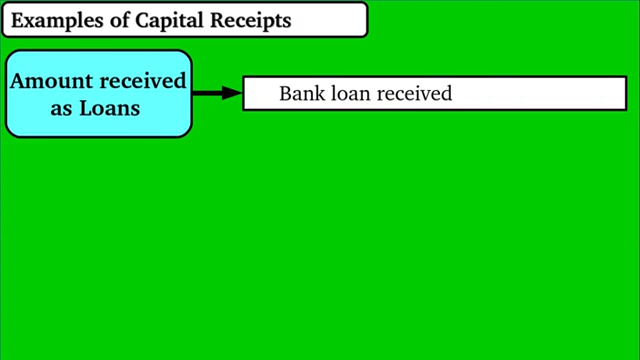 Examples of Capital Receipts
Amount received
as Loans
Bank loan received